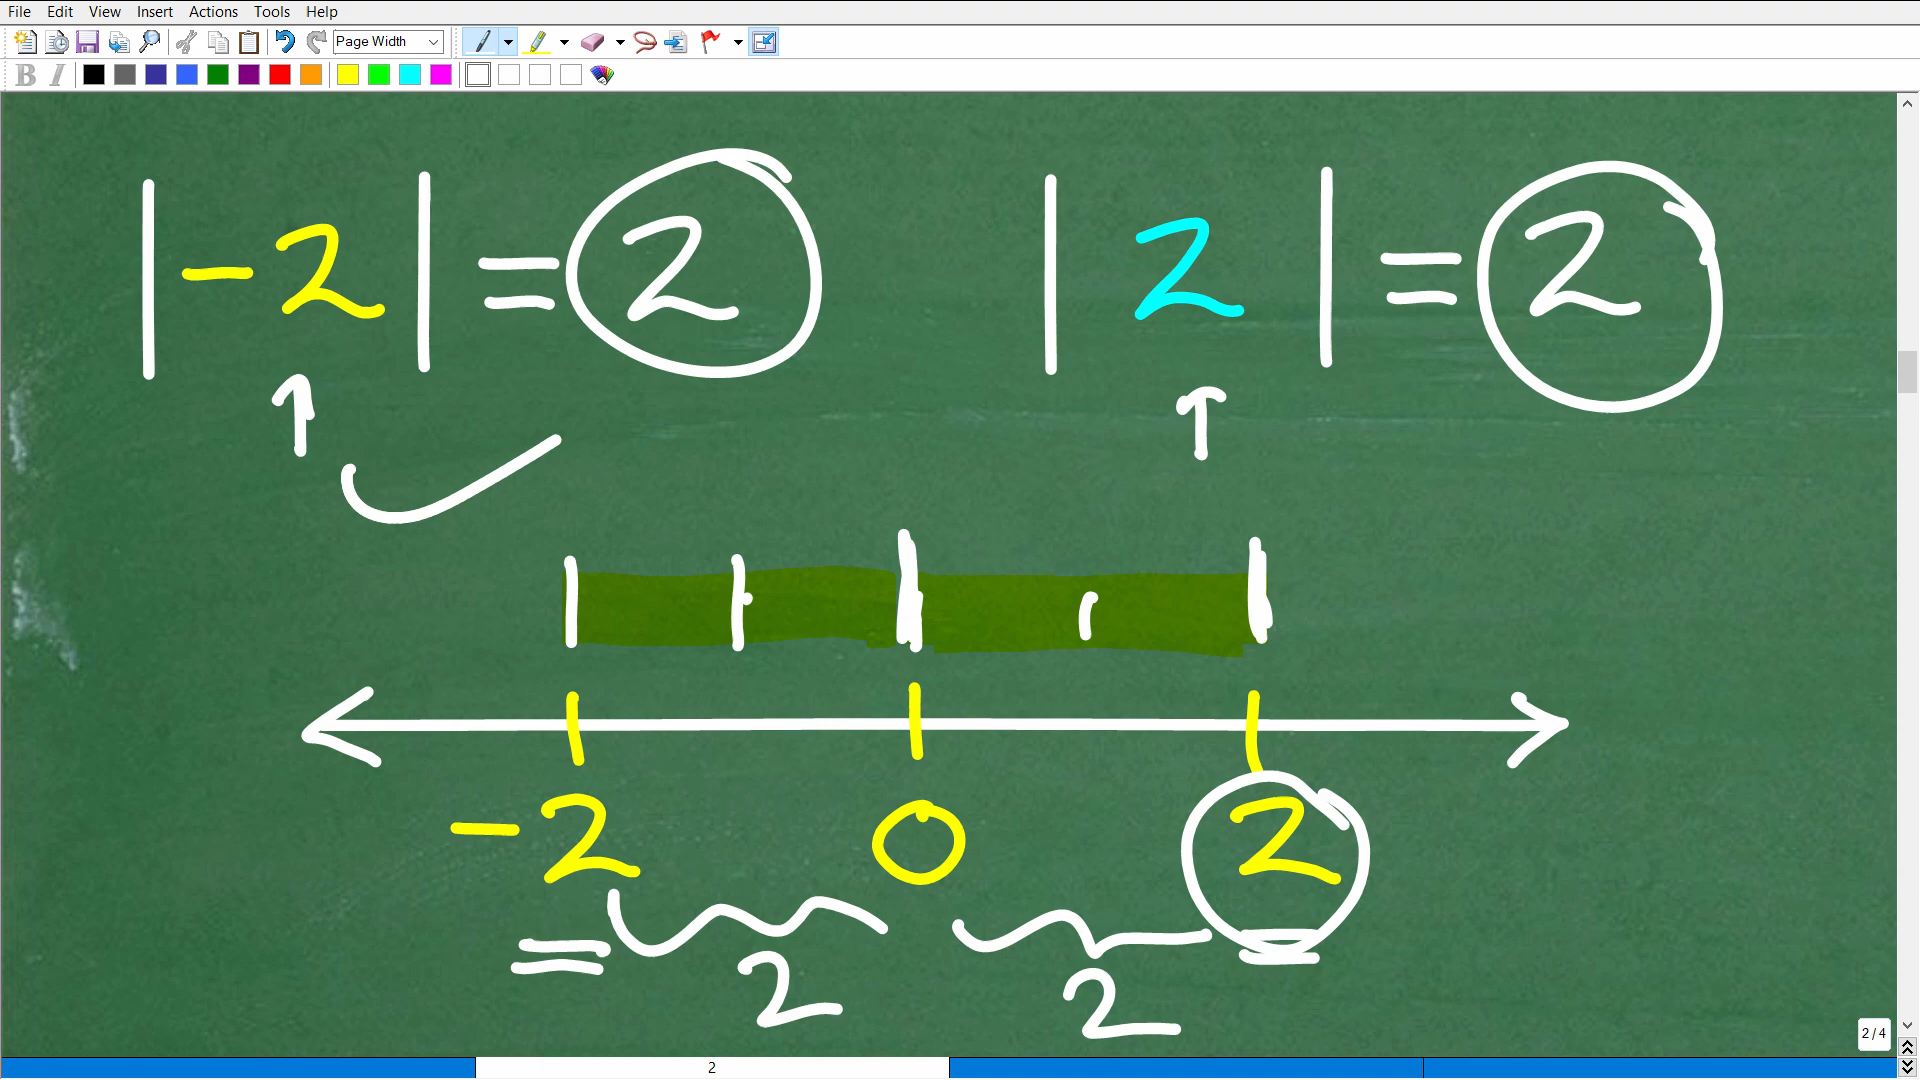 File Edit View Insert Actions Tools Help
Page Width
B I
|-2| = 2 |2| = 2
-2 0 2
2 2
2 / 4
2